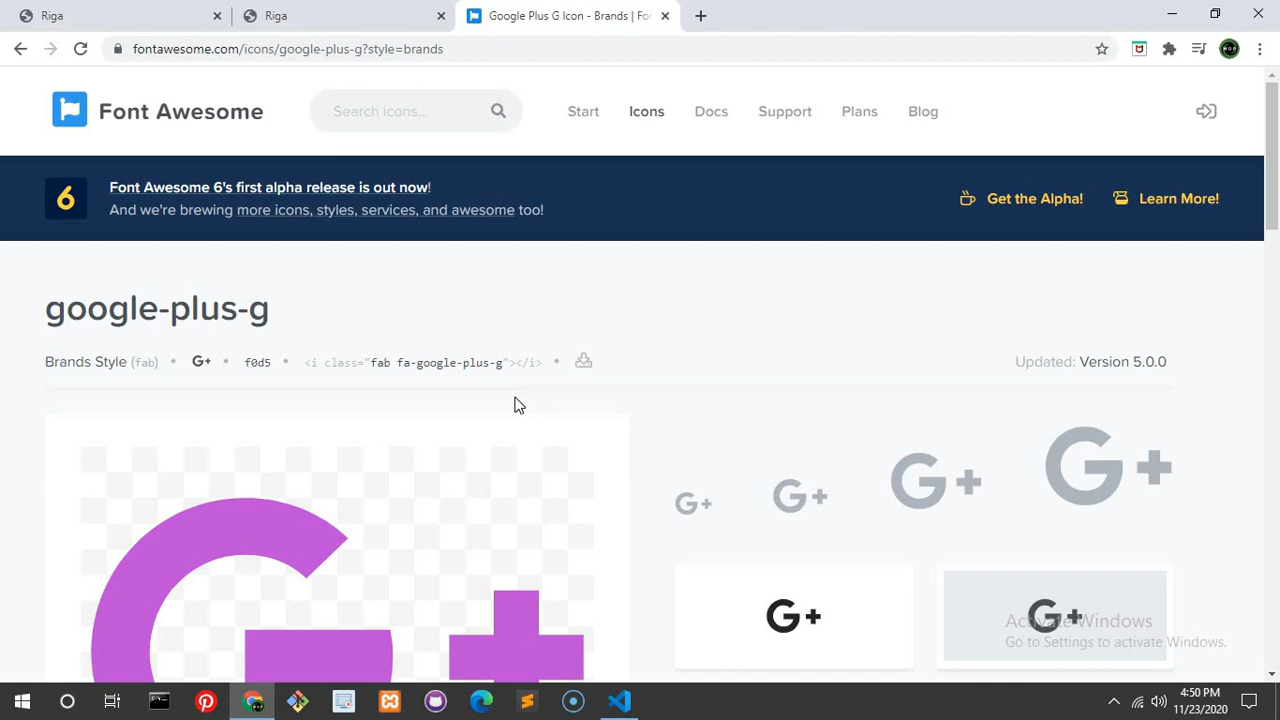 Riga
Riga
Google Plus G Icon - Brands | Fo
fontawesome.com/icons/google-plus-g?style=brands
Font Awesome
Search icons...
Start
Icons
Docs
Support
Plans
Blog
6
Font Awesome 6's first alpha release is out now!
And we're brewing more icons, styles, services, and awesome too!
Get the Alpha!
Learn More!
google-plus-g
Brands Style (fab) • G+ • f0d5 • <i class="fab fa-google-plus-g"></i> •
Updated: Version 5.0.0
G+
G+
G+
G+
G+
G+
G+
Activate Windows
Go to Settings to activate Windows.
4:50 PM
11/23/2020